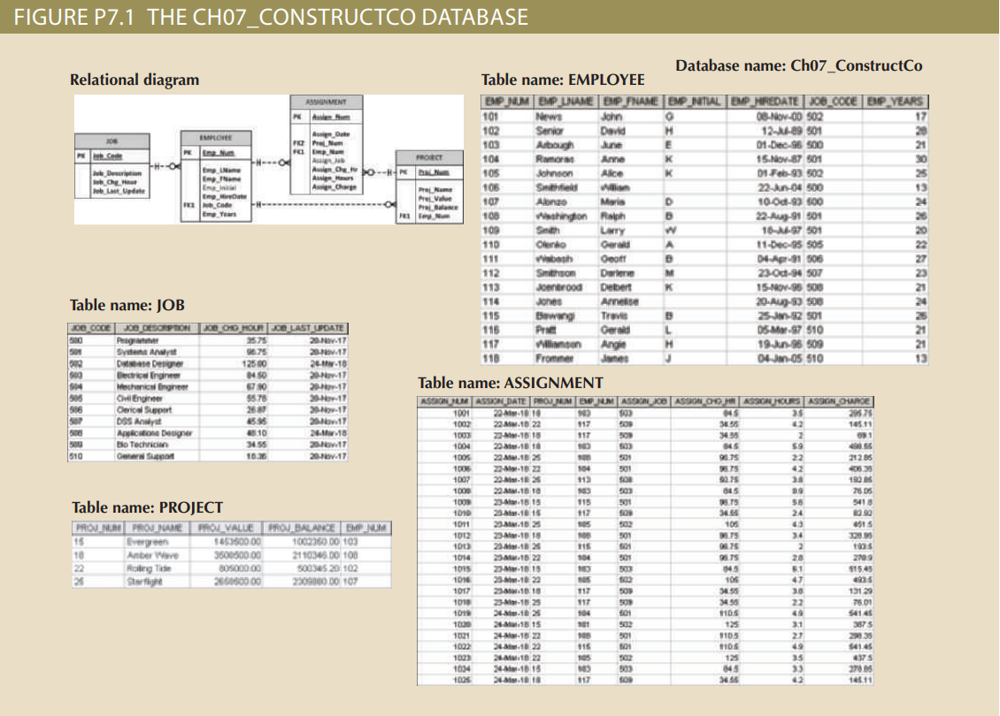 FIGURE P7.1 THE CH07_CONSTRUCTCO DATABASE
Database name: Ch07_ConstructCo
Relational diagram
JOB
PK Job_Code
Job_Description
Job_Chg_Hour
Job_Last_Update
EMPLOYEE
PK Emp_Num
Emp_LName
Emp_FName
Emp_Initial
Emp_HireDate
FK1 Job_Code
Emp_Years
ASSIGNMENT
PK Assign_Num
Assign_Date
FK2 Proj_Num
FK1 Emp_Num
Assign_Job
Assign_Chg_Hr
Assign_Hours
Assign_Charge
PROJECT
PK Proj_Num
Proj_Name
Proj_Value
Proj_Balance
FK1 Emp_Num
Table name: EMPLOYEE
EMP_NUM EMP_LNAME EMP_FNAME EMP_INITIAL EMP_HIREDATE JOB_CODE EMP_YEARS
101 News John G 08-Nov-00 502 17
102 Senior David H 12-Jul-89 501 28
103 Arbough June E 01-Dec-96 500 21
104 Ramoras Anne K 15-Nov-87 501 30
105 Johnson Alice K 01-Feb-93 502 25
106 Smithfield William 22-Jun-04 500 13
107 Alonzo Maria D 10-Oct-93 500 24
108 Washington Ralph B 22-Aug-91 501 26
109 Smith Larry W 18-Jul-97 501 20
110 Olenko Gerald A 11-Dec-95 505 22
111 Wabash Geoff B 04-Apr-91 506 27
112 Smithson Darlene M 23-Oct-94 507 23
113 Joenbrood Delbert K 15-Nov-96 508 21
114 Jones Annelise 20-Aug-93 508 24
115 Bawangi Travis B 25-Jan-92 501 26
116 Pratt Gerald L 05-Mar-97 510 21
117 Williamson Angie H 19-Jun-96 509 21
118 Frommer James J 04-Jan-05 510 13
Table name: JOB
JOB_CODE JOB_DESCRIPTION JOB_CHG_HOUR JOB_LAST_UPDATE
500 Programmer 35.75 20-Nov-17
501 Systems Analyst 96.75 20-Nov-17
502 Database Designer 125.00 24-Mar-18
503 Electrical Engineer 84.50 20-Nov-17
504 Mechanical Engineer 67.90 20-Nov-17
505 Civil Engineer 55.78 20-Nov-17
506 Clerical Support 26.87 20-Nov-17
507 DSS Analyst 45.95 20-Nov-17
508 Applications Designer 48.10 24-Mar-18
509 Bio Technician 34.55 20-Nov-17
510 General Support 18.36 20-Nov-17
Table name: ASSIGNMENT
ASSIGN_NUM ASSIGN_DATE PROJ_NUM EMP_NUM ASSIGN_JOB ASSIGN_CHG_HR ASSIGN_HOURS ASSIGN_CHARGE
1001 22-Mar-18 18 103 503 84.5 3.5 295.75
1002 22-Mar-18 22 117 509 34.55 4.2 145.11
1003 22-Mar-18 18 117 509 34.55 2 69.1
1004 22-Mar-18 18 103 503 84.5 5.9 498.55
1005 22-Mar-18 25 108 501 96.75 2.2 212.85
1006 22-Mar-18 22 104 501 96.75 4.2 406.35
1007 22-Mar-18 25 113 508 50.75 3.8 192.85
1008 22-Mar-18 18 103 503 84.5 0.9 76.05
1009 23-Mar-18 15 115 501 96.75 5.6 541.8
1010 23-Mar-18 15 117 509 34.55 2.4 82.92
1011 23-Mar-18 25 105 502 105 4.3 451.5
1012 23-Mar-18 18 108 501 96.75 3.4 328.95
1013 23-Mar-18 25 115 501 96.75 2 193.5
1014 23-Mar-18 22 104 501 96.75 2.8 270.9
1015 23-Mar-18 15 103 503 84.5 6.1 515.45
1016 23-Mar-18 22 105 502 105 4.7 493.5
1017 23-Mar-18 18 117 509 34.55 3.8 131.29
1018 23-Mar-18 25 117 509 34.55 2.2 76.01
1019 24-Mar-18 25 104 501 110.5 4.9 541.45
1020 24-Mar-18 15 101 502 125 3.1 387.5
1021 24-Mar-18 22 108 501 110.5 2.7 298.35
1022 24-Mar-18 22 115 501 110.5 4.9 541.45
1023 24-Mar-18 22 105 502 125 3.5 437.5
1024 24-Mar-18 15 103 503 84.5 3.3 278.85
1025 24-Mar-18 18 117 509 34.55 4.2 145.11
Table name: PROJECT
PROJ_NUM PROJ_NAME PROJ_VALUE PROJ_BALANCE EMP_NUM
15 Evergreen 1453500.00 1002350.00 103
18 Amber Wave 3500500.00 2110346.00 108
22 Rolling Tide 805000.00 500345.20 102
25 Starflight 2650500.00 2309880.00 107